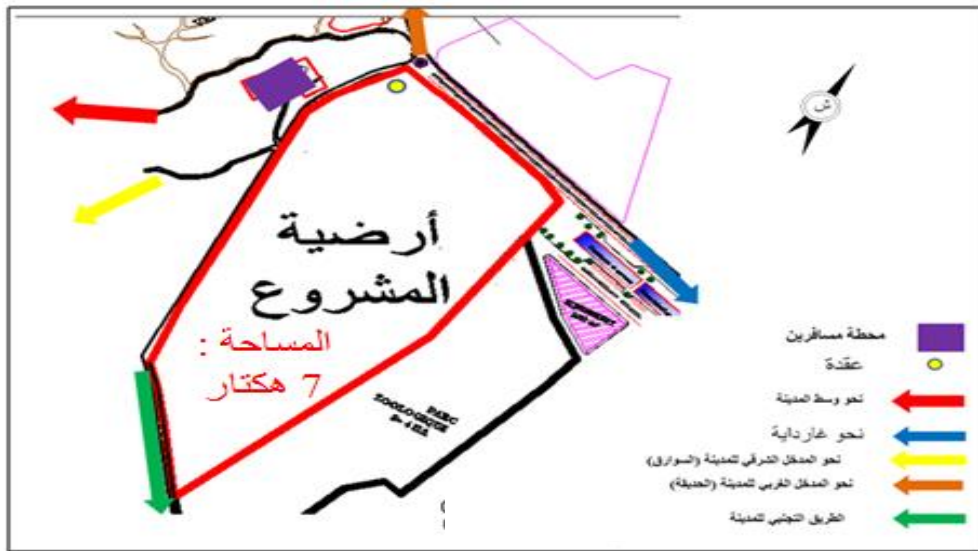 ش
أرضية
المشروع
المساحة :
7 هكتار
PARC
ZOOLOGIQUE
محطة مسافرين
عقدة
نحو وسط المدينة
نحو غارداية
نحو المدخل الشرقي للمدينة (السوارق)
نحو المدخل الغربي للمدينة (الحديقة)
الطريق التجنبي للمدينة